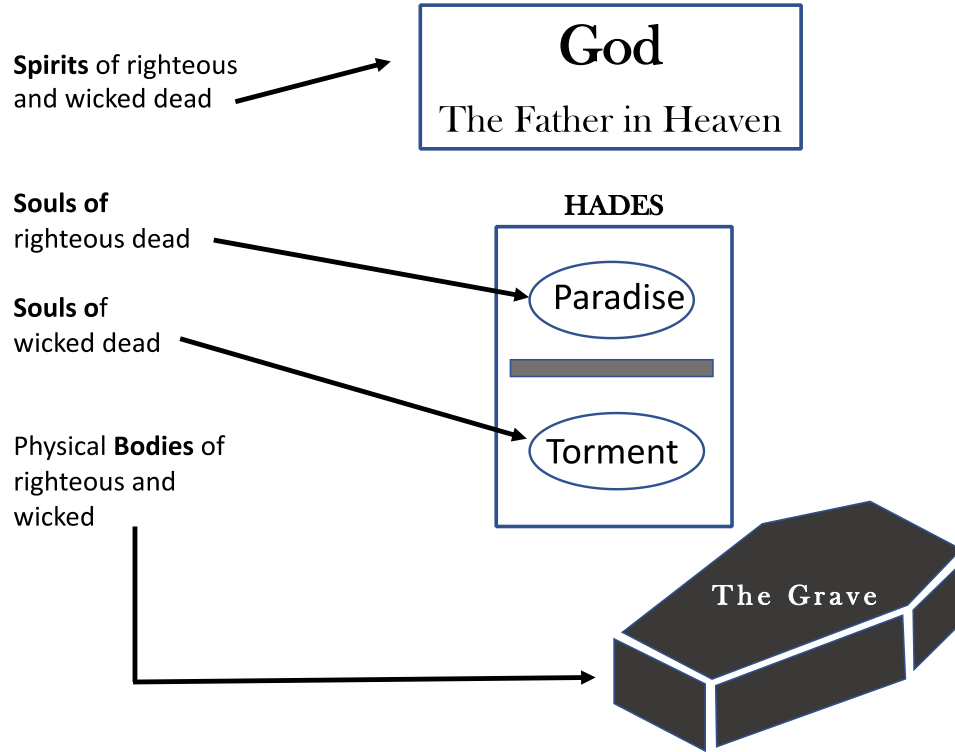 Spirits of righteous
and wicked dead
God
The Father in Heaven
Souls of
righteous dead
HADES
Paradise
Souls of
wicked dead
Torment
Physical Bodies of
righteous and
wicked
The Grave